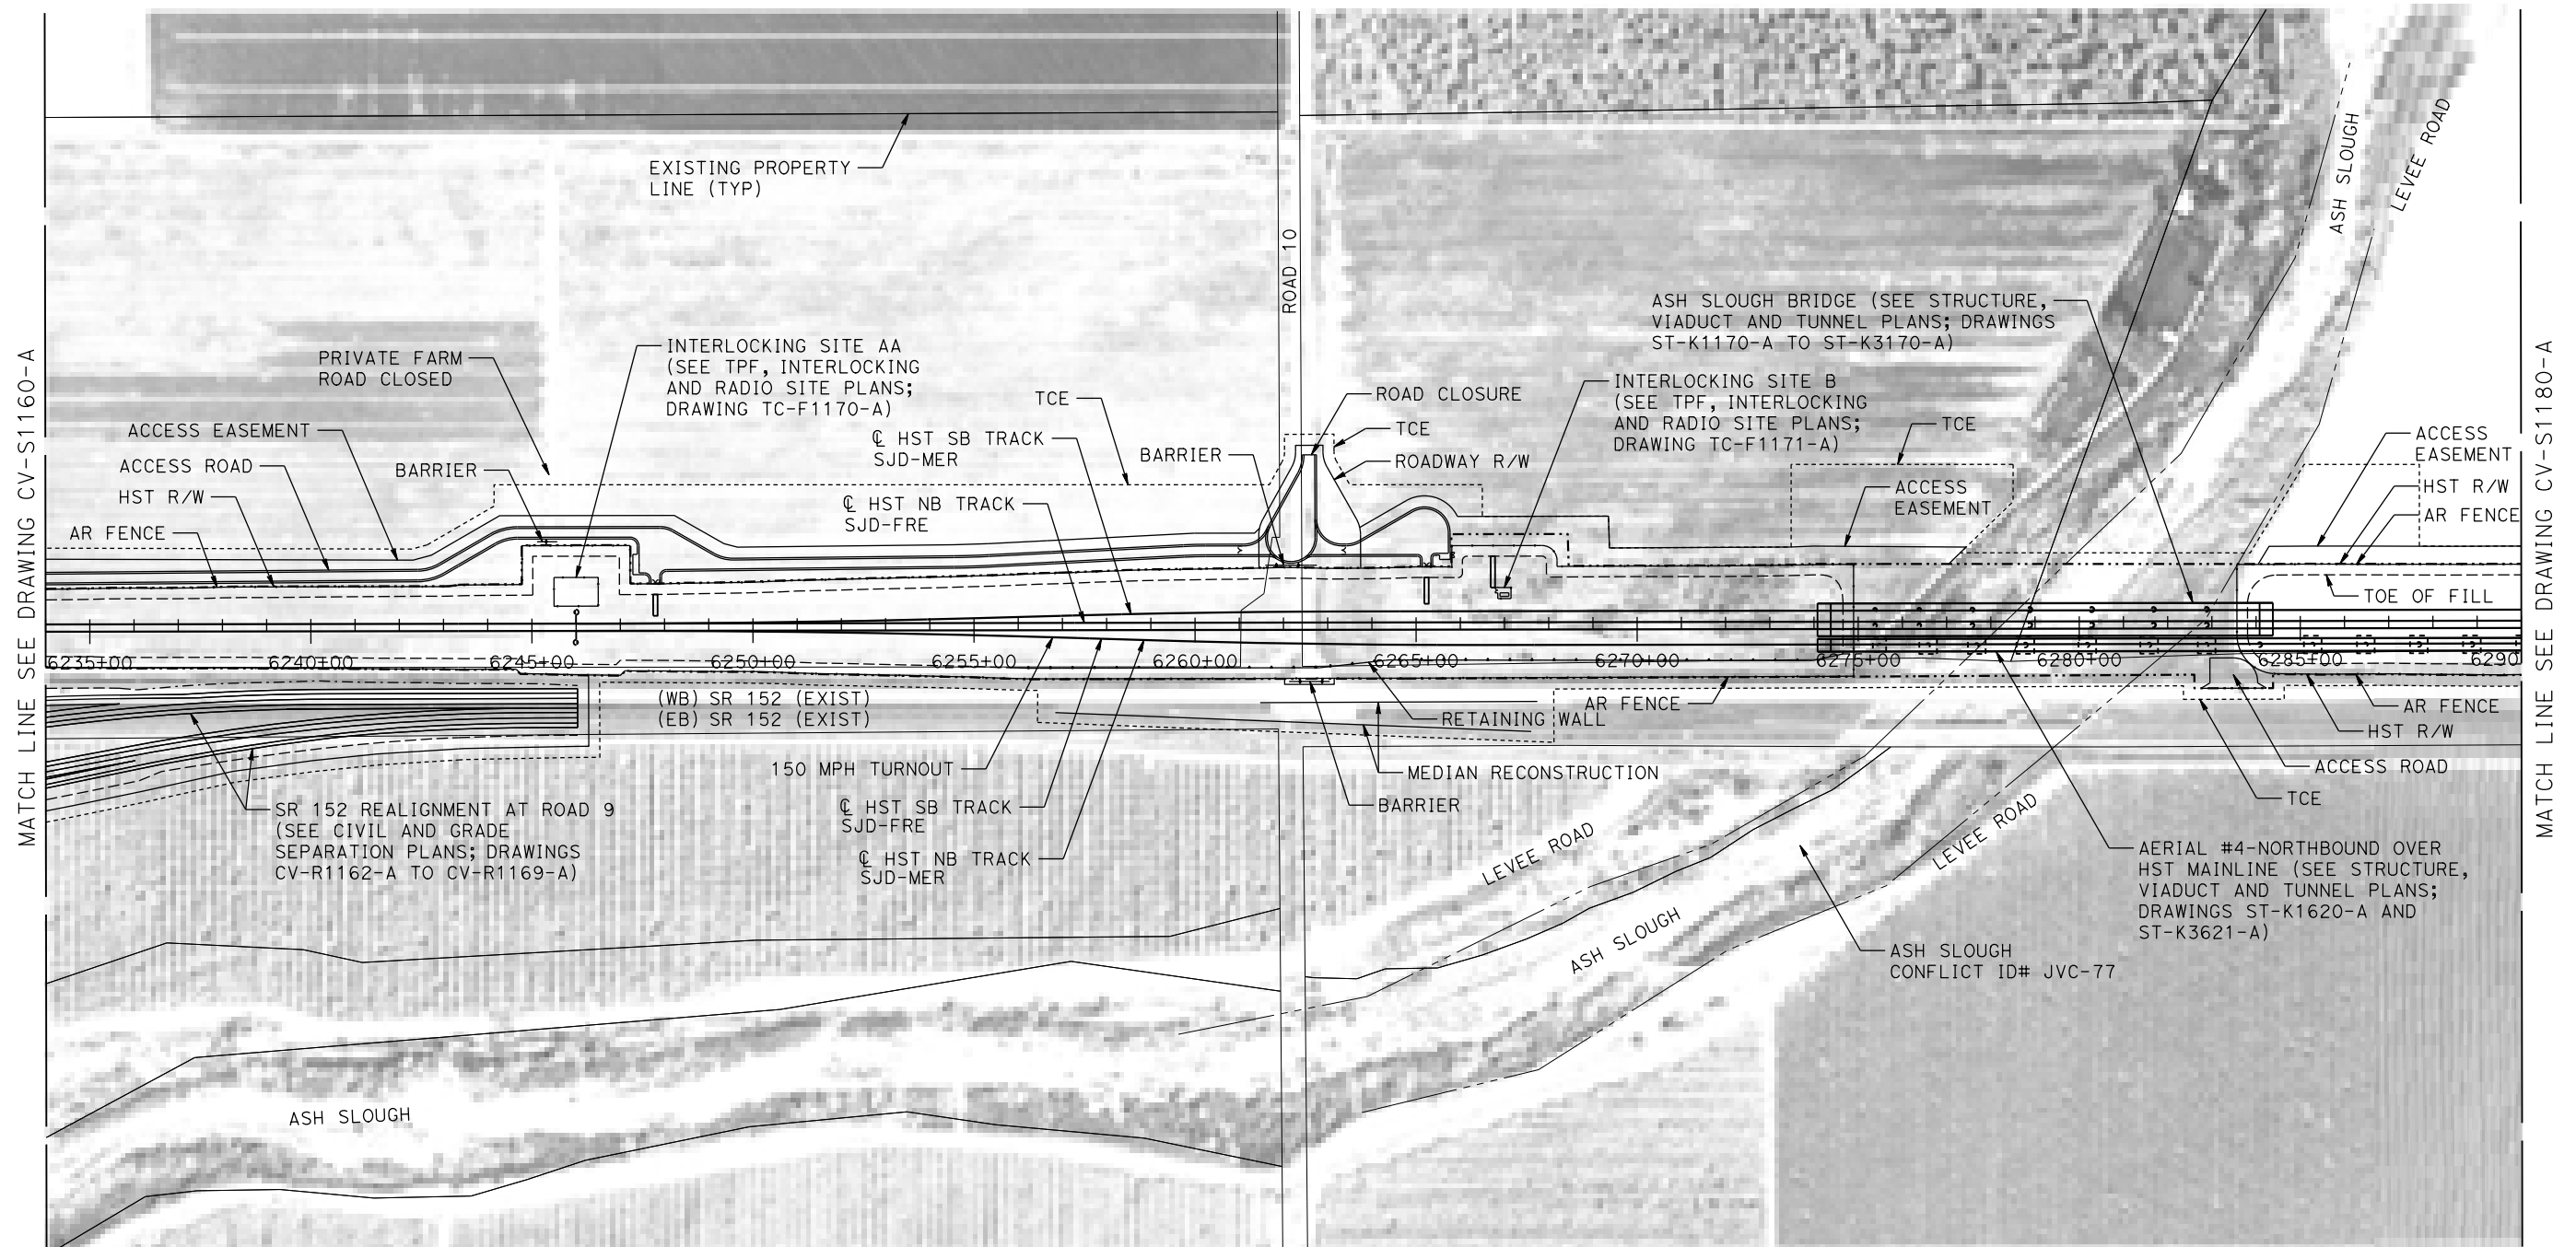 MATCH LINE SEE DRAWING CV-S1160-A
EXISTING PROPERTY
LINE (TYP)
ROAD 10
ASH SLOUGH
LEVEE ROAD
ASH SLOUGH BRIDGE (SEE STRUCTURE,
VIADUCT AND TUNNEL PLANS; DRAWINGS
ST-K1170-A TO ST-K3170-A)
PRIVATE FARM
ROAD CLOSED
INTERLOCKING SITE AA
(SEE TPF, INTERLOCKING
AND RADIO SITE PLANS;
DRAWING TC-F1170-A)
TCE
ROAD CLOSURE
INTERLOCKING SITE B
(SEE TPF, INTERLOCKING
AND RADIO SITE PLANS;
DRAWING TC-F1171-A)
TCE
TCE
ACCESS EASEMENT
ACCESS ROAD
BARRIER
HST R/W
AR FENCE
℄ HST SB TRACK
SJD-MER
BARRIER
ROADWAY R/W
℄ HST NB TRACK
SJD-FRE
ACCESS
EASEMENT
ACCESS
EASEMENT
HST R/W
AR FENCE
TOE OF FILL
6235+00
6240+00
6245+00
6250+00
6255+00
6260+00
6265+00
6270+00
6275+00
6280+00
6285+00
6290
(WB) SR 152 (EXIST)
(EB) SR 152 (EXIST)
RETAINING WALL
AR FENCE
AR FENCE
HST R/W
150 MPH TURNOUT
MEDIAN RECONSTRUCTION
ACCESS ROAD
℄ HST SB TRACK
SJD-FRE
BARRIER
TCE
SR 152 REALIGNMENT AT ROAD 9
(SEE CIVIL AND GRADE
SEPARATION PLANS; DRAWINGS
CV-R1162-A TO CV-R1169-A)
℄ HST NB TRACK
SJD-MER
LEVEE ROAD
LEVEE ROAD
AERIAL #4-NORTHBOUND OVER
HST MAINLINE (SEE STRUCTURE,
VIADUCT AND TUNNEL PLANS;
DRAWINGS ST-K1620-A AND
ST-K3621-A)
ASH SLOUGH
ASH SLOUGH
CONFLICT ID# JVC-77
ASH SLOUGH
MATCH LINE SEE DRAWING CV-S1180-A